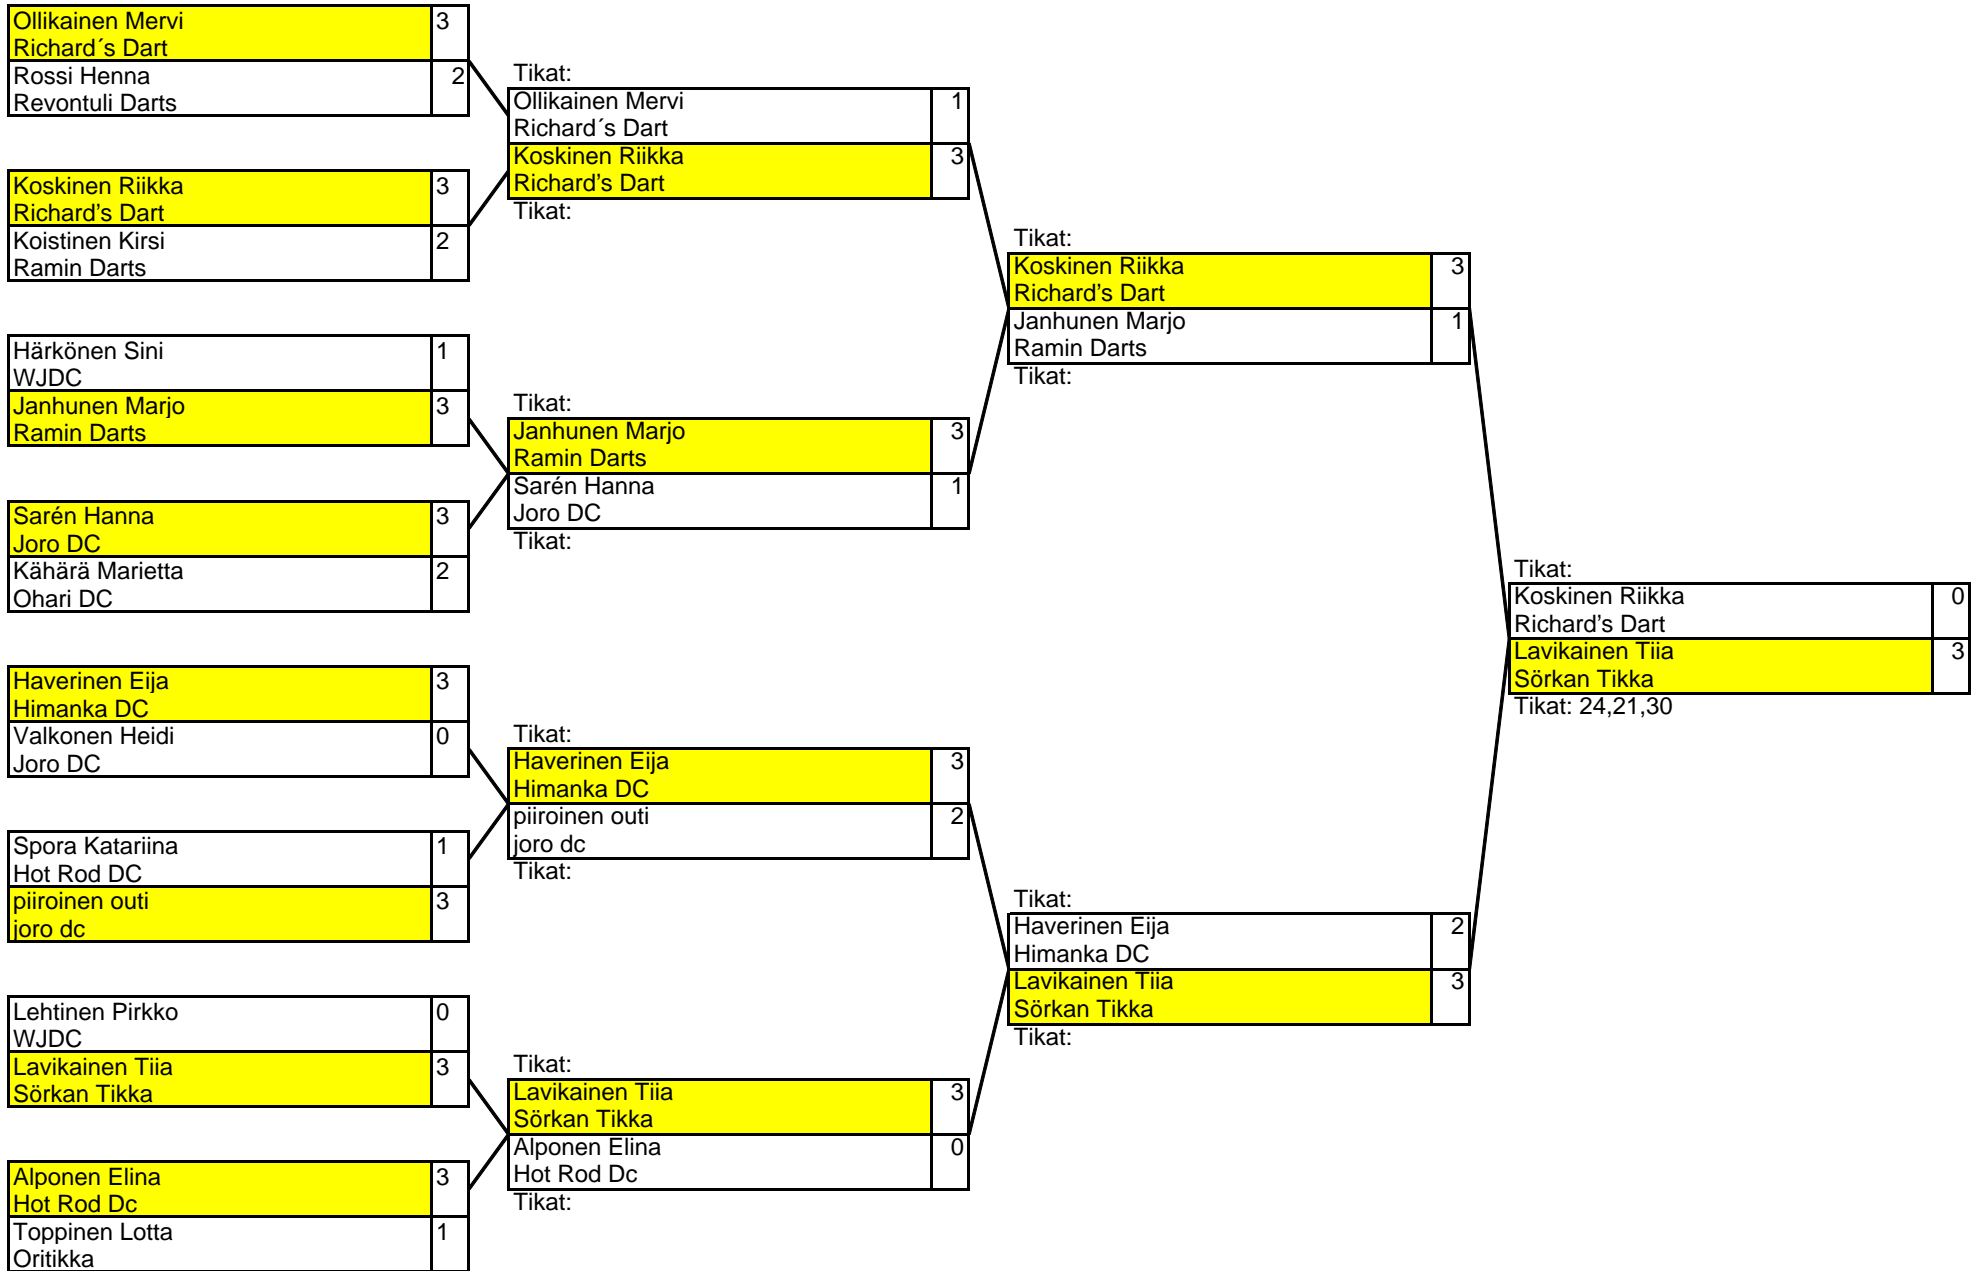 Ollikainen Mervi 3
Richard´s Dart
Rossi Henna 2
Revontuli Darts
Koskinen Riikka 3
Richard's Dart
Koistinen Kirsi 2
Ramin Darts
Härkönen Sini 1
WJDC
Janhunen Marjo 3
Ramin Darts
Sarén Hanna 3
Joro DC
Kähärä Marietta 2
Ohari DC
Haverinen Eija 3
Himanka DC
Valkonen Heidi 0
Joro DC
Spora Katariina 1
Hot Rod DC
piiroinen outi 3
joro dc
Lehtinen Pirkko 0
WJDC
Lavikainen Tiia 3
Sörkan Tikka
Alponen Elina 3
Hot Rod Dc
Toppinen Lotta 1
Oritikka
Tikat:
Ollikainen Mervi 1
Richard´s Dart
Koskinen Riikka 3
Richard's Dart
Tikat:
Tikat:
Janhunen Marjo 3
Ramin Darts
Sarén Hanna 1
Joro DC
Tikat:
Tikat:
Haverinen Eija 3
Himanka DC
piiroinen outi 2
joro dc
Tikat:
Tikat:
Lavikainen Tiia 3
Sörkan Tikka
Alponen Elina 0
Hot Rod Dc
Tikat:
Tikat:
Koskinen Riikka 3
Richard's Dart
Janhunen Marjo 1
Ramin Darts
Tikat:
Tikat:
Haverinen Eija 2
Himanka DC
Lavikainen Tiia 3
Sörkan Tikka
Tikat:
Tikat:
Koskinen Riikka 0
Richard's Dart
Lavikainen Tiia 3
Sörkan Tikka
Tikat: 24,21,30